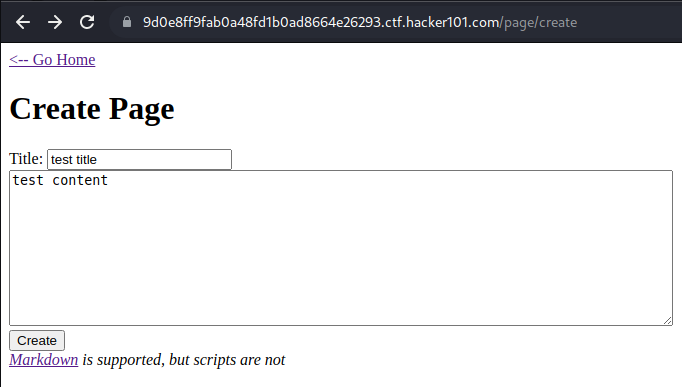 9d0e8ff9fab0a48fd1b0ad8664e26293.ctf.hacker101.com/page/create
<-- Go Home
Create Page
Title: test title
test content
Create
Markdown is supported, but scripts are not